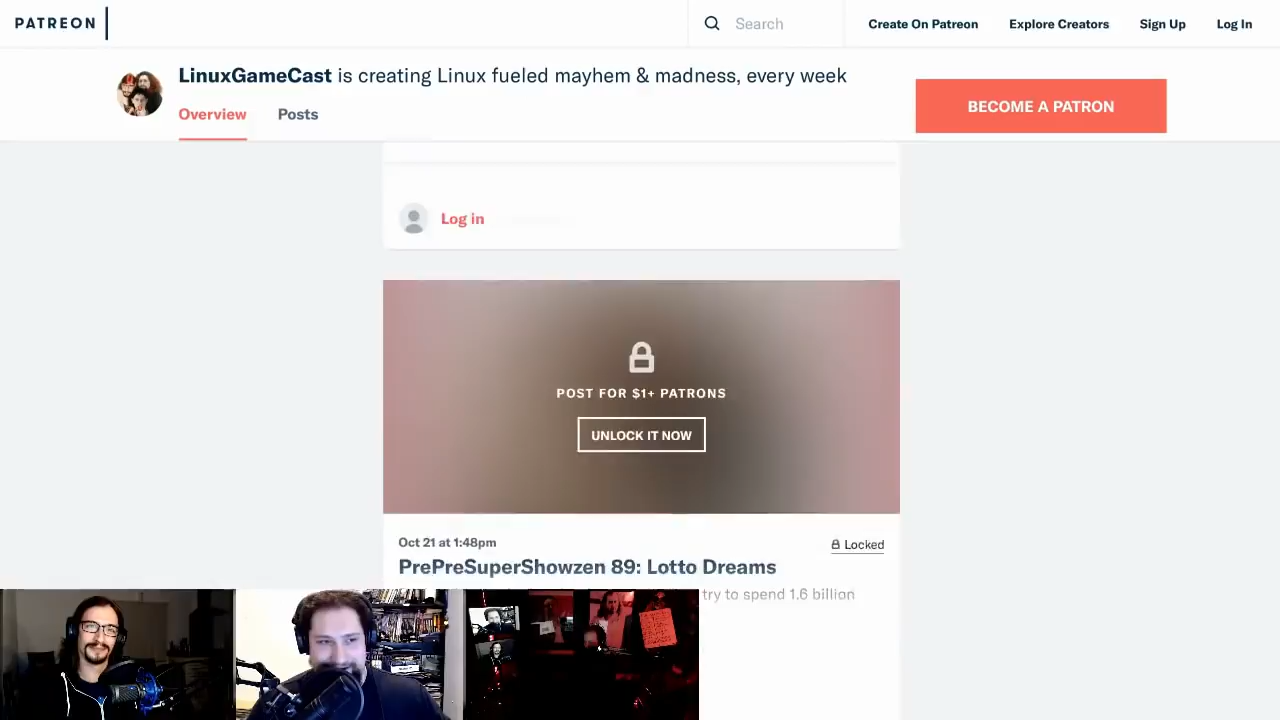 PATREON
Search
Create On Patreon
Explore Creators
Sign Up
Log In
LinuxGameCast is creating Linux fueled mayhem & madness, every week
Overview
Posts
BECOME A PATRON
Log in
POST FOR $1+ PATRONS
UNLOCK IT NOW
Oct 21 at 1:48pm
Locked
PrePreSuperShowzen 89: Lotto Dreams
try to spend 1.6 billion